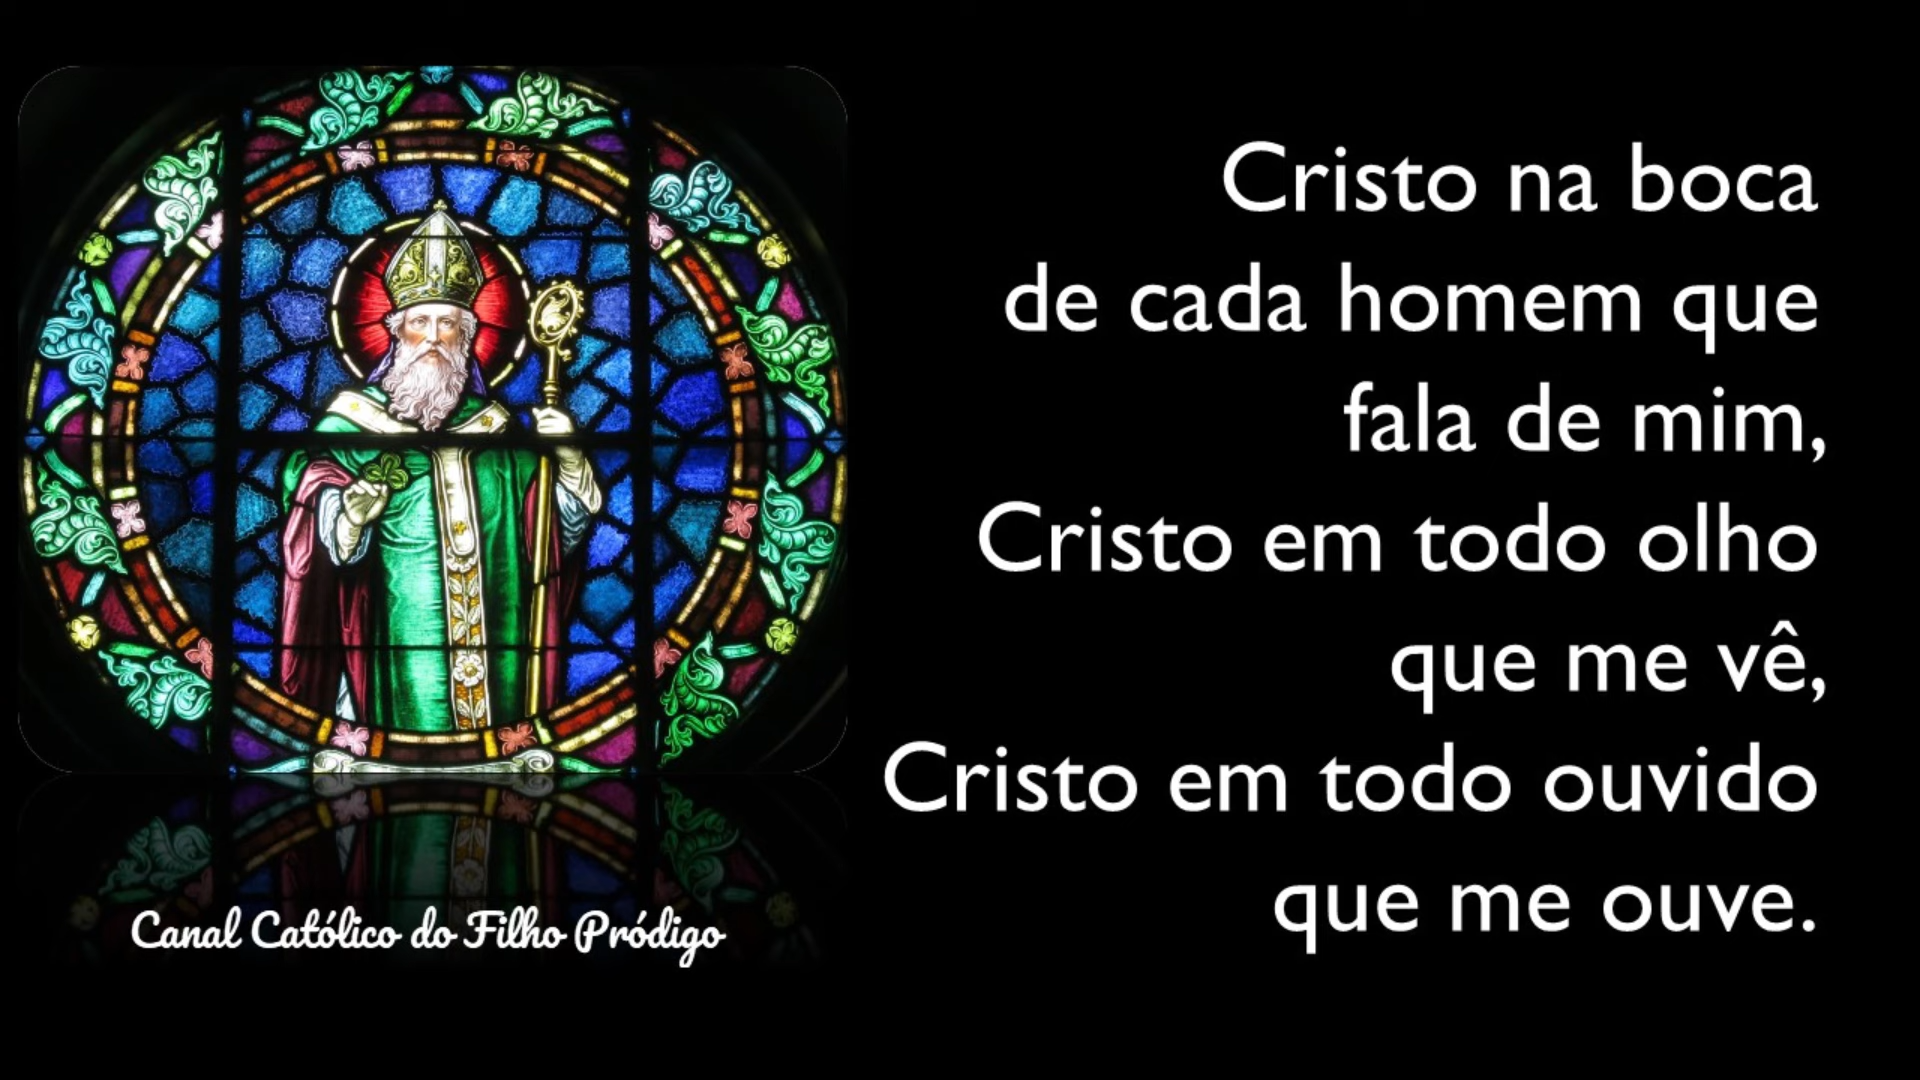 Cristo na boca
de cada homem que
fala de mim,
Cristo em todo olho
que me vê,
Cristo em todo ouvido
que me ouve.
Canal Católico do Filho Pródigo